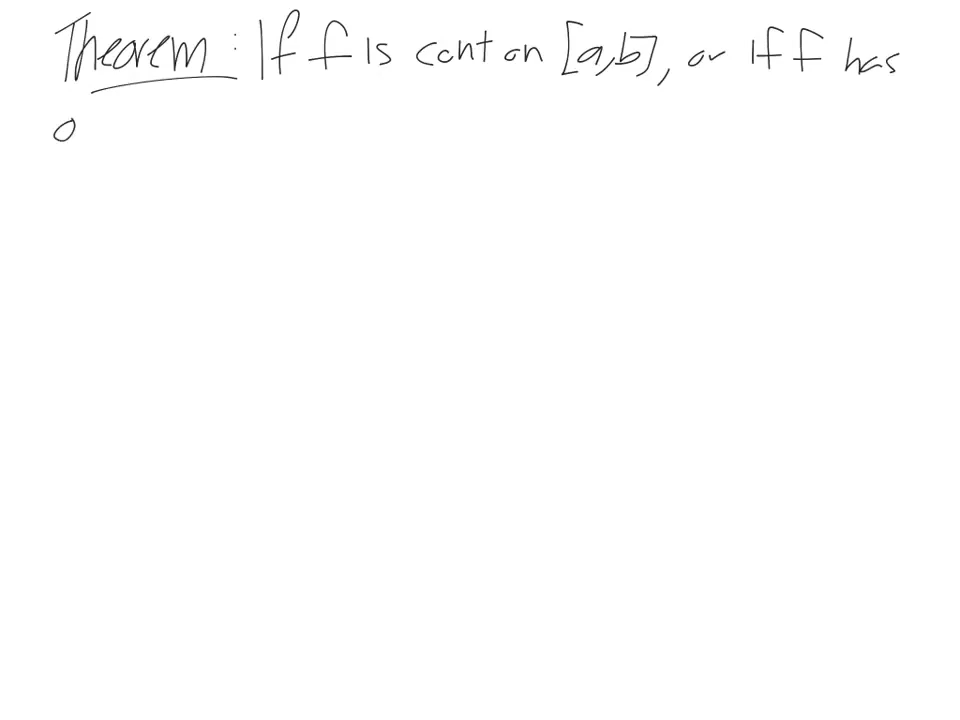 Theorem: If f is cont on [a,b], or if f has
o